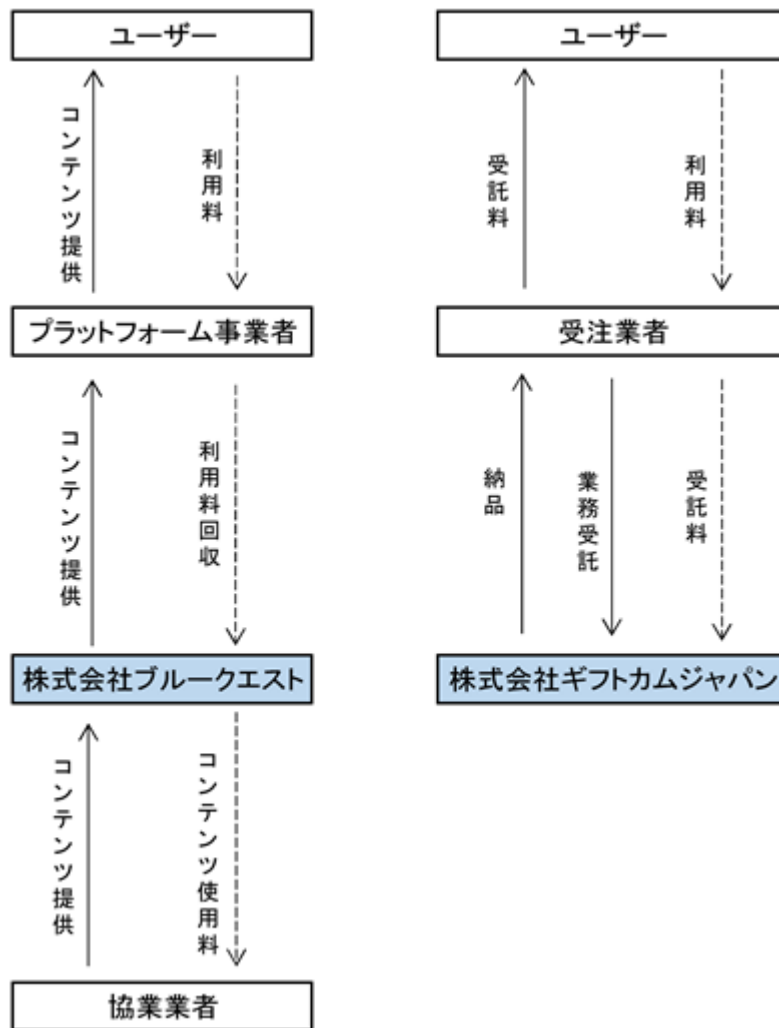 ユーザー
コンテンツ提供
利用料
プラットフォーム事業者
コンテンツ提供
利用料回収
株式会社ブルークエスト
コンテンツ提供
コンテンツ使用料
協業業者
ユーザー
受託料
利用料
受注業者
納品
業務受託
受託料
株式会社ギフトカムジャパン